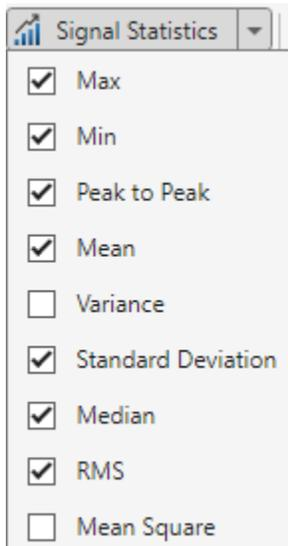 Signal Statistics
Max
Min
Peak to Peak
Mean
Variance
Standard Deviation
Median
RMS
Mean Square